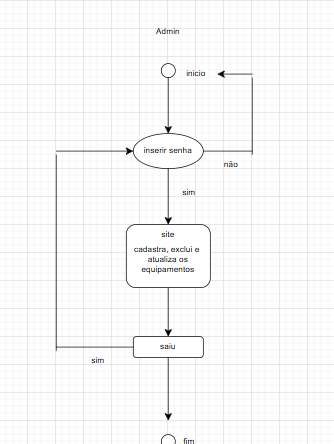 Admin
inicio
inserir senha
não
sim
site
cadastra, exclui e
atualiza os
equipamentos
saiu
sim
fim